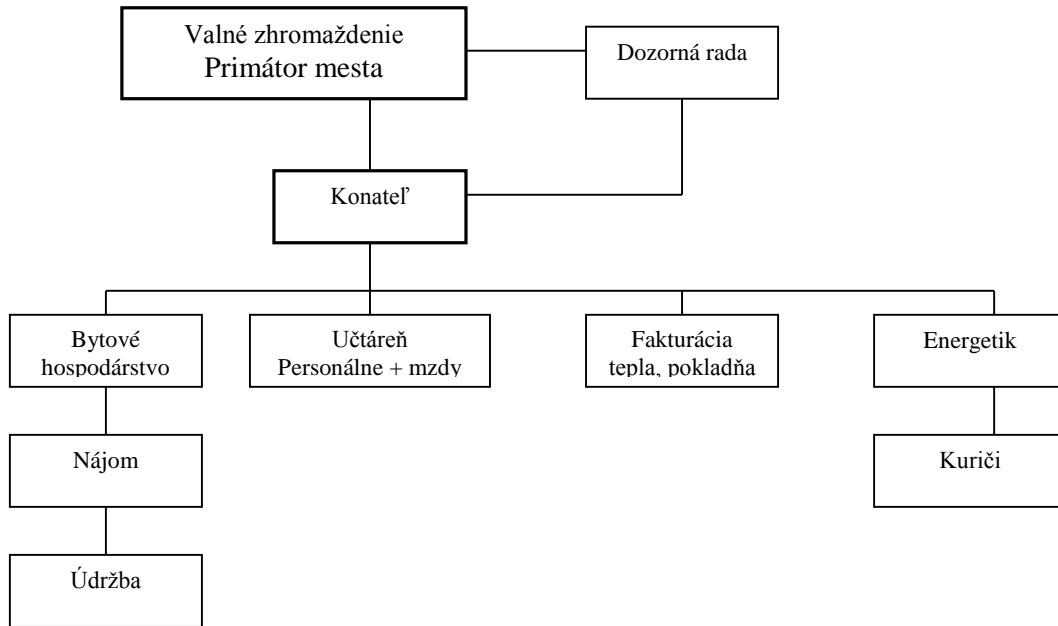 Valné zhromaždenie
Primátor mesta
Dozorná rada
Konateľ
Bytové
hospodárstvo
Učtáreň
Personálne + mzdy
Fakturácia
tepla, pokladňa
Energetik
Nájom
Kuriči
Údržba